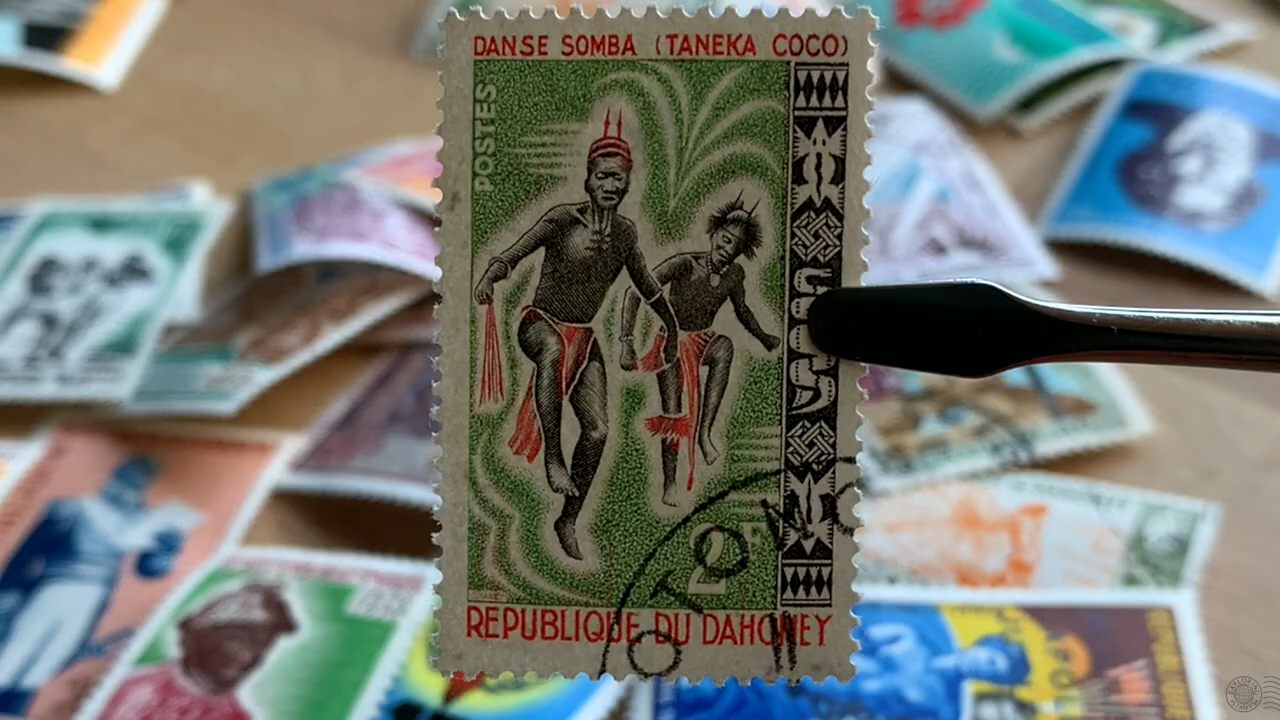 DANSE SOMBA (TANEKA COCO)
POSTES
2F
REPUBLIQUE DU DAHOMEY